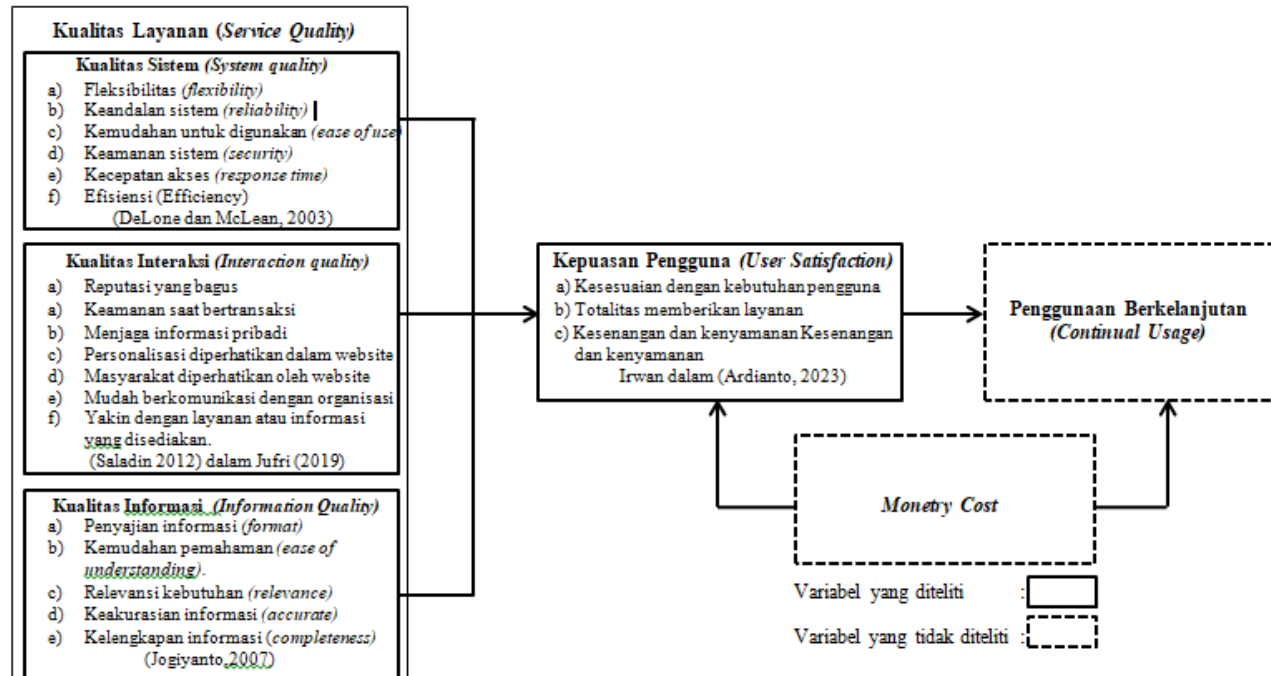 Kualitas Layanan (Service Quality)
Kualitas Sistem (System quality)
a) Fleksibilitas (flexibility)
b) Keandalan sistem (reliability)
c) Kemudahan untuk digunakan (ease of use)
d) Keamanan sistem (security)
e) Kecepatan akses (response time)
f) Efisiensi (Efficiency)
(DeLone dan McLean, 2003)
Kualitas Interaksi (Interaction quality)
a) Reputasi yang bagus
a) Keamanan saat bertransaksi
b) Menjaga informasi pribadi
c) Personalisasi diperhatikan dalam website
d) Masyarakat diperhatikan oleh website
e) Mudah berkomunikasi dengan organisasi
f) Yakin dengan layanan atau informasi
yang disediakan.
(Saladin 2012) dalam Jufri (2019)
Kualitas Informasi (Information Quality)
a) Penyajian informasi (format)
b) Kemudahan pemahaman (ease of
understanding).
c) Relevansi kebutuhan (relevance)
d) Keakurasian informasi (accurate)
e) Kelengkapan informasi (completeness)
(Jogiyanto,2007)
Kepuasan Pengguna (User Satisfaction)
a) Kesesuaian dengan kebutuhan pengguna
b) Totalitas memberikan layanan
c) Kesenangan dan kenyamanan Kesenangan
dan kenyamanan
Irwan dalam (Ardianto, 2023)
Penggunaan Berkelanjutan
(Continual Usage)
Monetry Cost
Variabel yang diteliti :
Variabel yang tidak diteliti :